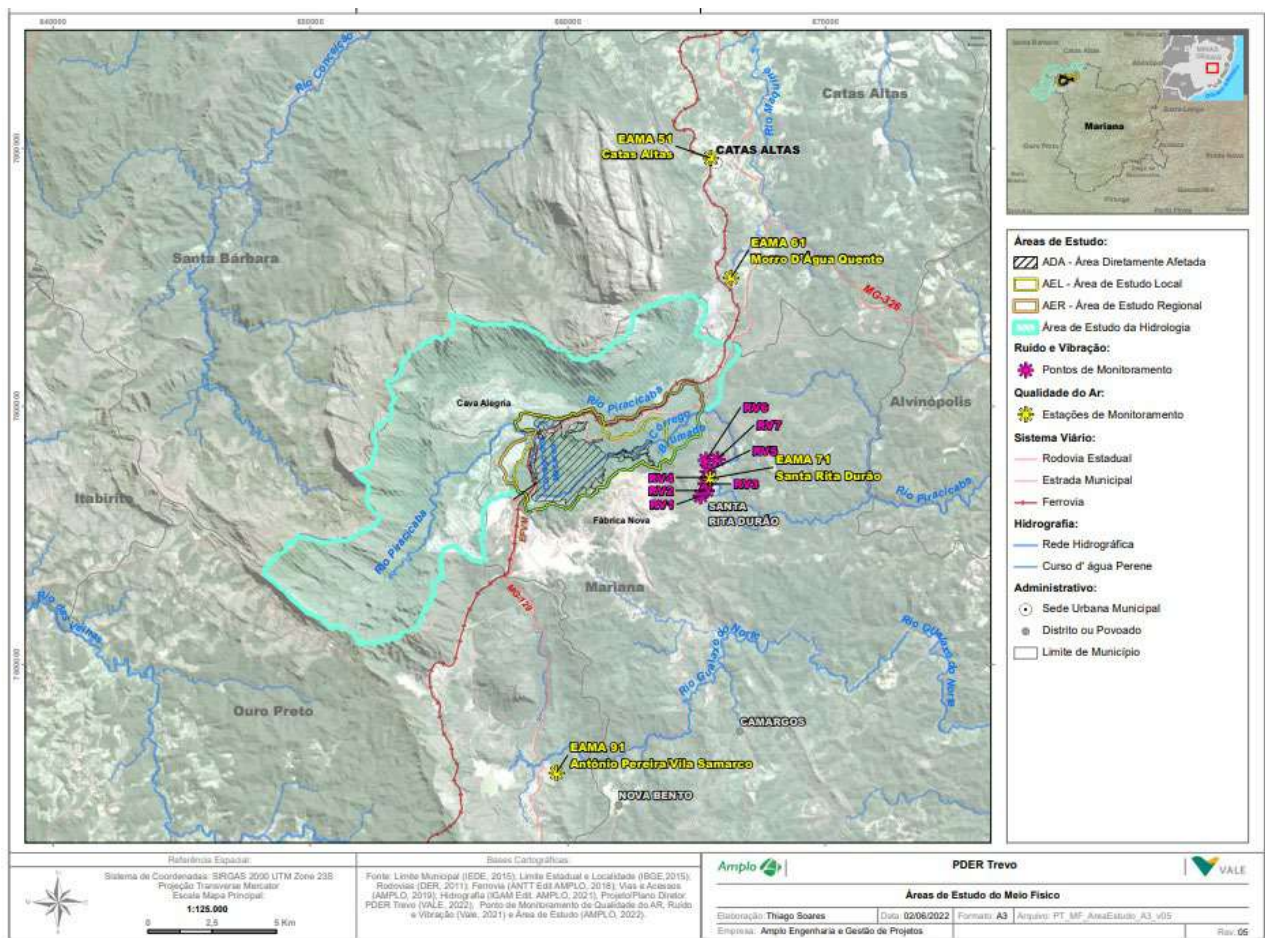 640000 650000 660000 670000
Rio Conceição
Rio Maquiné
Catas Altas
EAMA 51
Catas Altas
CATAS ALTAS
EAMA 61
Morro D'Água Quente
Santa Bárbara
MG-326
Cava Alegria
Rio Piracicaba
Córrego
Brumado
Alvinópolis
RV6
RV7
RV5
EAMA 71
Santa Rita Durão
RV4
RV3
RV2
RV1
SANTA
RITA DURÃO
Rio Piracicaba
Itabirito
Rio Piracicaba
Fábrica Nova
EFVM
Mariana
MG-129
Rio das Velhas
Rio Gualaxo do Norte
Rio Gualaxo do Norte
Ouro Preto
CAMARGOS
EAMA 91
Antônio Pereira/Vila Samarco
NOVA BENTO
Catas Altas
MINAS
GERAIS
Mariana
Ouro Preto
Áreas de Estudo:
ADA - Área Diretamente Afetada
AEL - Área de Estudo Local
AER - Área de Estudo Regional
Área de Estudo da Hidrologia
Ruído e Vibração:
Pontos de Monitoramento
Qualidade do Ar:
Estações de Monitoramento
Sistema Viário:
Rodovia Estadual
Estrada Municipal
Ferrovia
Hidrografia:
Rede Hidrográfica
Curso d' água Perene
Administrativo:
Sede Urbana Municipal
Distrito ou Povoado
Limite de Município
Referência Espacial:
Sistema de Coordenadas: SIRGAS 2000 UTM Zone 23S
Projeção Transverse Mercator
Escala Mapa Principal:
1:125.000
0 2,5 5 Km
Bases Cartográficas:
Fonte: Limite Municipal (IEDE, 2015); Limite Estadual e Localidade (IBGE,2015);
Rodovias (DER, 2011); Ferrovia (ANTT Edit AMPLO, 2018); Vias e Acessos
(AMPLO, 2019); Hidrografia (IGAM Edit. AMPLO, 2021); Projeto/Plano Diretor
PDER Trevo (VALE, 2022); Ponto de Monitoramento de Qualidade do AR, Ruído
e Vibração (Vale, 2021) e Área de Estudo (AMPLO, 2022).
Amplo
PDER Trevo
VALE
Áreas de Estudo do Meio Físico
Elaboração: Thiago Soares Data: 02/06/2022 Formato: A3 Arquivo: PT_MF_AreaEstudo_A3_v05
Empresa: Amplo Engenharia e Gestão de Projetos Rev. 05